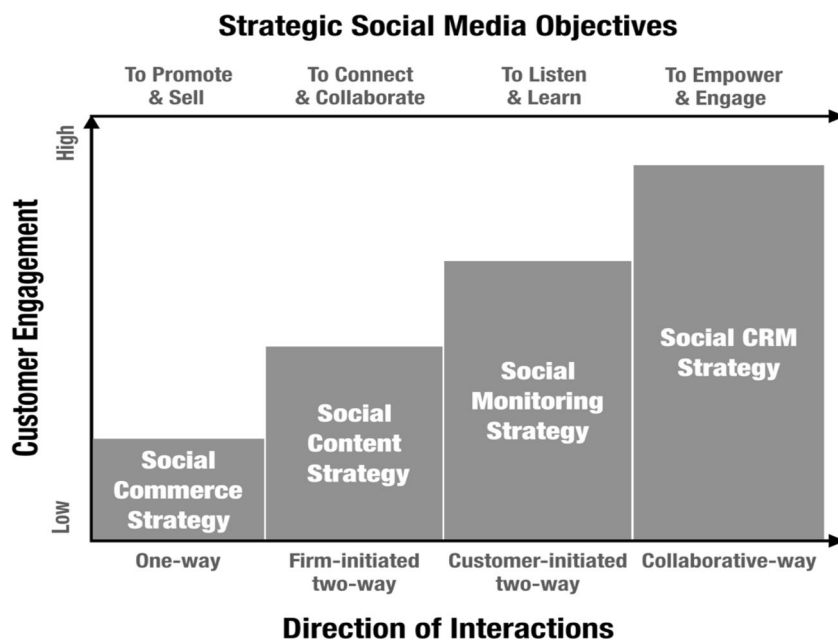 Strategic Social Media Objectives
To Promote
& Sell
To Connect
& Collaborate
To Listen
& Learn
To Empower
& Engage
High
Customer Engagement
Low
Social
Commerce
Strategy
Social
Content
Strategy
Social
Monitoring
Strategy
Social CRM
Strategy
One-way
Firm-initiated
two-way
Customer-initiated
two-way
Collaborative-way
Direction of Interactions